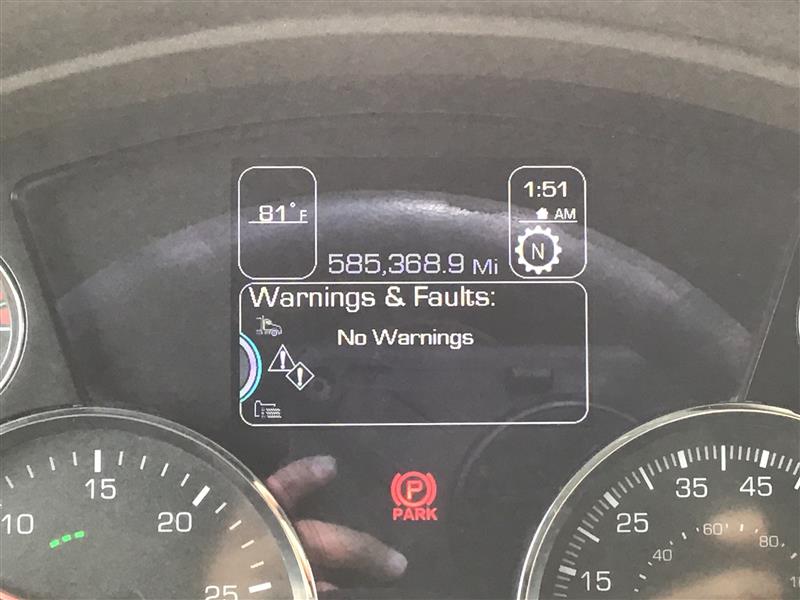 81°F
1:51
AM
N
585,368.9 Mi
Warnings & Faults:
No Warnings
P
PARK
10 15 20 25
15 25 35 45
40 60 80